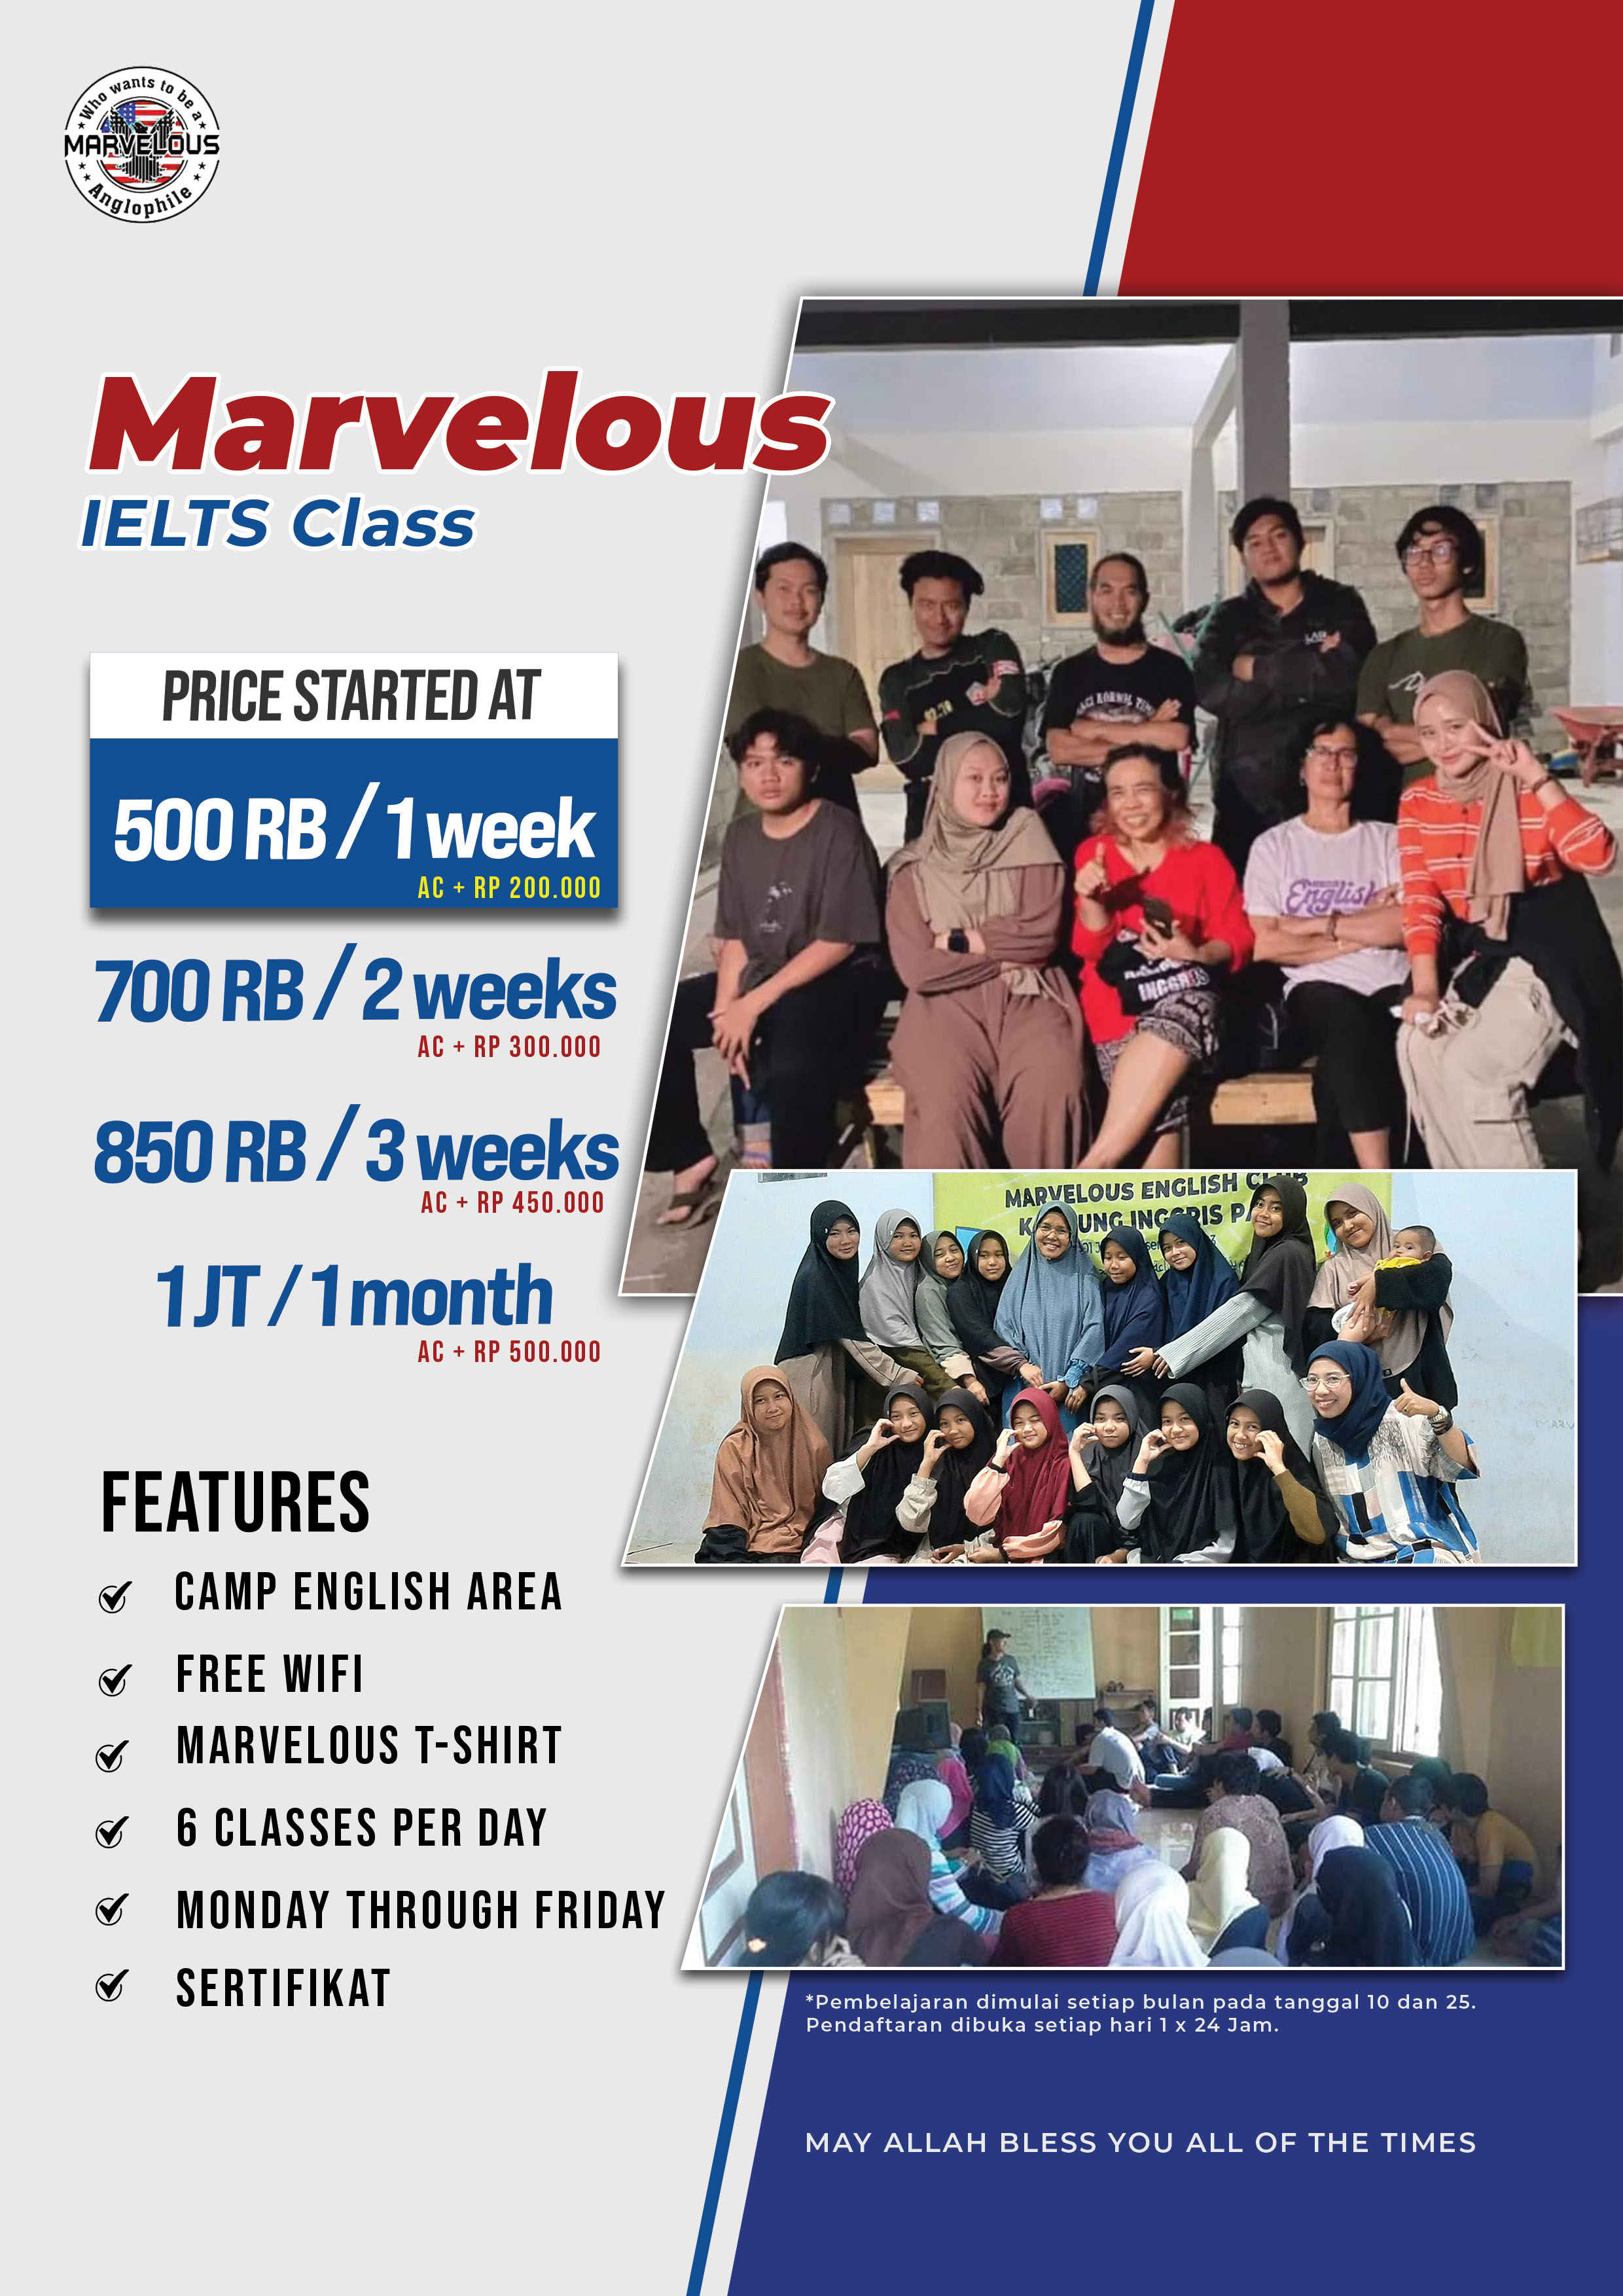 Who wants to be a
MARVELOUS
Anglophile
Marvelous
IELTS Class
PRICE STARTED AT
500 RB / 1 week
AC + RP 200.000
700 RB / 2 weeks
AC + RP 300.000
850 RB / 3 weeks
AC + RP 450.000
1 JT / 1 month
AC + RP 500.000
FEATURES
CAMP ENGLISH AREA
FREE WIFI
MARVELOUS T-SHIRT
6 CLASSES PER DAY
MONDAY THROUGH FRIDAY
SERTIFIKAT
English
MARVELOUS ENGLISH
*Pembelajaran dimulai setiap bulan pada tanggal 10 dan 25.
Pendaftaran dibuka setiap hari 1 x 24 Jam.
MAY ALLAH BLESS YOU ALL OF THE TIMES